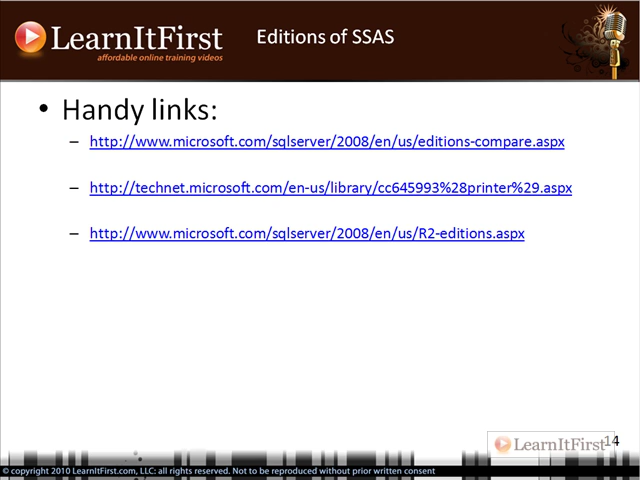 LearnItFirst
affordable online training videos
Editions of SSAS
• Handy links:
– http://www.microsoft.com/sqlserver/2008/en/us/editions-compare.aspx
– http://technet.microsoft.com/en-us/library/cc645993%28printer%29.aspx
– http://www.microsoft.com/sqlserver/2008/en/us/R2-editions.aspx
LearnItFirst
14
© copyright 2010 LearnItFirst.com, LLC: all rights reserved. Not to be reproduced without prior written consent